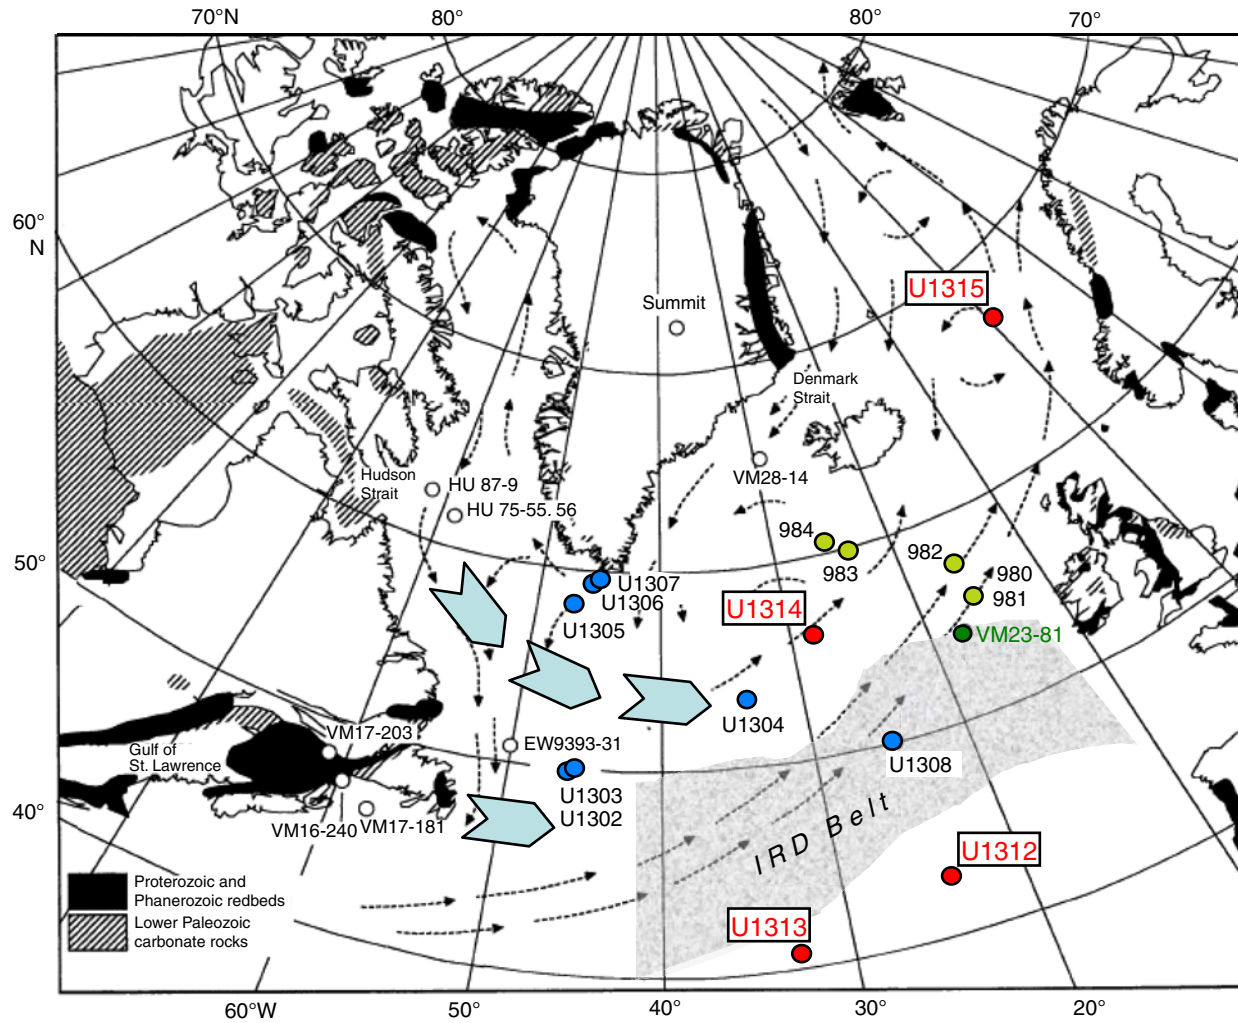 70°N
80°
80°
70°
60°
N
U1315
Summit
Denmark
Strait
Hudson
Strait
HU 87-9
VM28-14
HU 75-55. 56
984
983
982
50°
980
981
U1307
U1306
U1305
U1314
VM23-81
U1304
VM17-203
EW9393-31
Gulf of
St. Lawrence
U1308
U1303
U1302
40°
VM16-240
VM17-181
IRD Belt
U1312
Proterozoic and
Phanerozoic redbeds
Lower Paleozoic
carbonate rocks
U1313
60°W
50°
40°
30°
20°